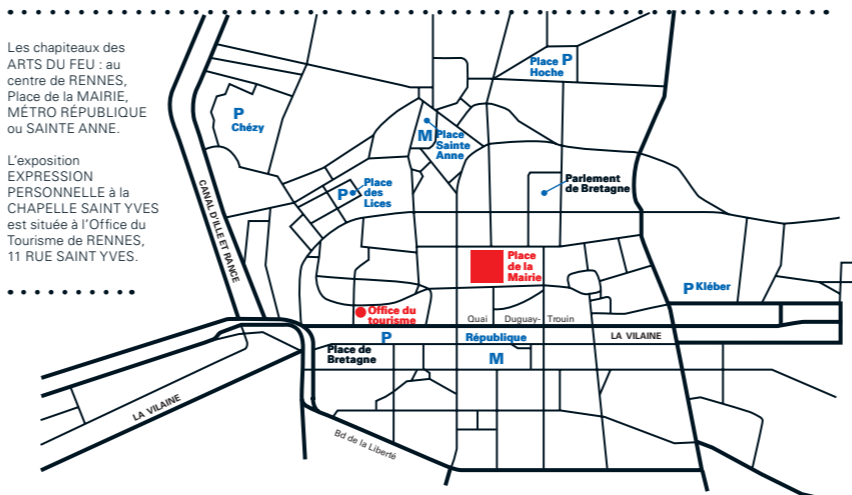 Les chapiteaux des
ARTS DU FEU : au
centre de RENNES,
Place de la MAIRIE,
MÉTRO RÉPUBLIQUE
ou SAINTE ANNE.
L'exposition
EXPRESSION
PERSONNELLE à la
CHAPELLE SAINT YVES
est située à l'Office du
Tourisme de RENNES,
11 RUE SAINT YVES.
Place P
Hoche
P
Chézy
M
Place
Sainte
Anne
P
Place
des
Lices
Parlement
de Bretagne
CANAL D'ILLE ET RANCE
Place
de la
Mairie
P Kléber
Office du
tourisme
Quai Duguay-Trouin
P
République
LA VILAINE
Place de
Bretagne
M
LA VILAINE
Bd de la Liberté